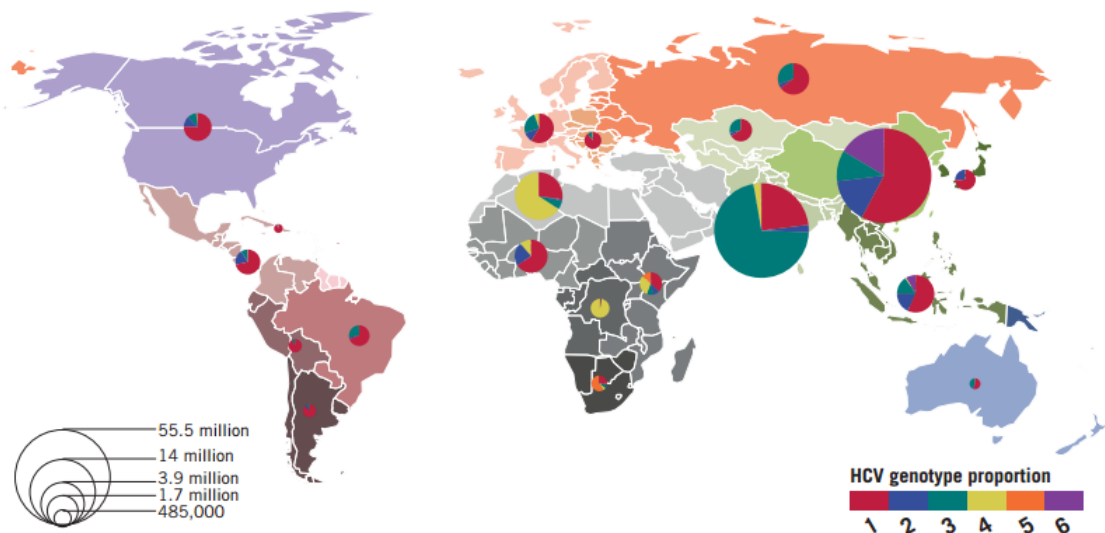 55.5 million
14 million
3.9 million
1.7 million
485,000
HCV genotype proportion
1 2 3 4 5 6